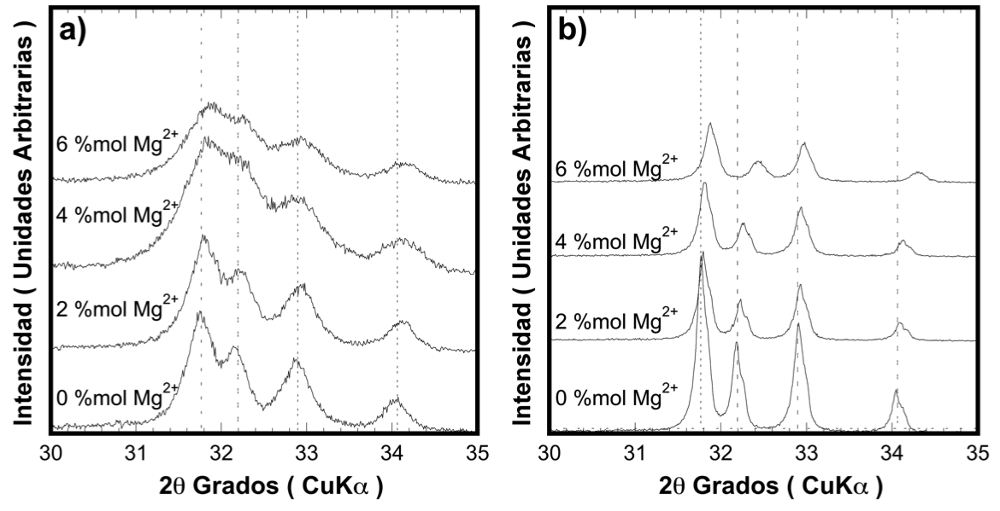 a)
Intensidad ( Unidades Arbitrarias )
6 %mol Mg²⁺
4 %mol Mg²⁺
2 %mol Mg²⁺
0 %mol Mg²⁺
30 31 32 33 34 35
2θ Grados ( CuKα )
b)
Intensidad ( Unidades Arbitrarias )
6 %mol Mg²⁺
4 %mol Mg²⁺
2 %mol Mg²⁺
0 %mol Mg²⁺
30 31 32 33 34 35
2θ Grados ( CuKα )